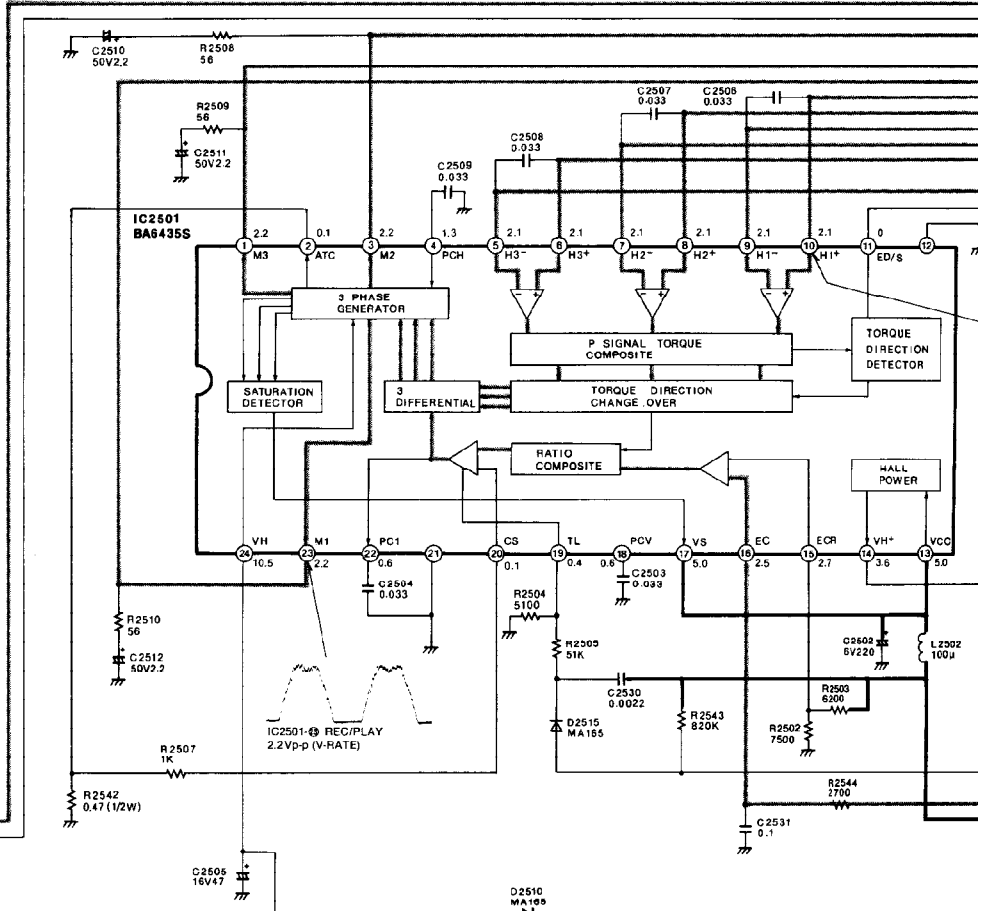 C2510
50V2.2
R2508
56
R2509
56
C2511
50V2.2
C2507
0.033
C2506
0.033
C2508
0.033
C2509
0.033
IC2501
BA6435S
2.2
0.1
2.2
1.3
2.1
2.1
2.1
2.1
2.1
2.1
0
1
2
3
4
5
6
7
8
9
10
11
12
M3
ATC
M2
PCH
H3-
H3+
H2-
H2+
H1-
H1+
ED/S
3 PHASE
GENERATOR
P SIGNAL TORQUE
COMPOSITE
TORQUE
DIRECTION
DETECTOR
SATURATION
DETECTOR
3
DIFFERENTIAL
TORQUE DIRECTION
CHANGE OVER
RATIO
COMPOSITE
HALL
POWER
VH
M1
PC1
CS
TL
PCV
VS
EC
ECR
VH+
VCC
24
23
22
21
20
19
18
17
16
15
14
13
10.5
2.2
0.6
0.1
0.4
0.6
5.0
2.5
2.7
3.6
5.0
C2504
0.033
R2504
5100
C2503
0.033
R2510
56
C2512
50V2.2
R2505
51K
C2502
6V220
L2502
100μ
C2530
0.0022
R2503
6200
D2515
MA165
R2543
820K
R2502
7500
IC2501-㉓ REC/PLAY
2.2Vp-p (V-RATE)
R2507
1K
R2542
0.47 (1/2W)
R2544
2700
C2531
0.1
C2505
16V47
D2510
MA165